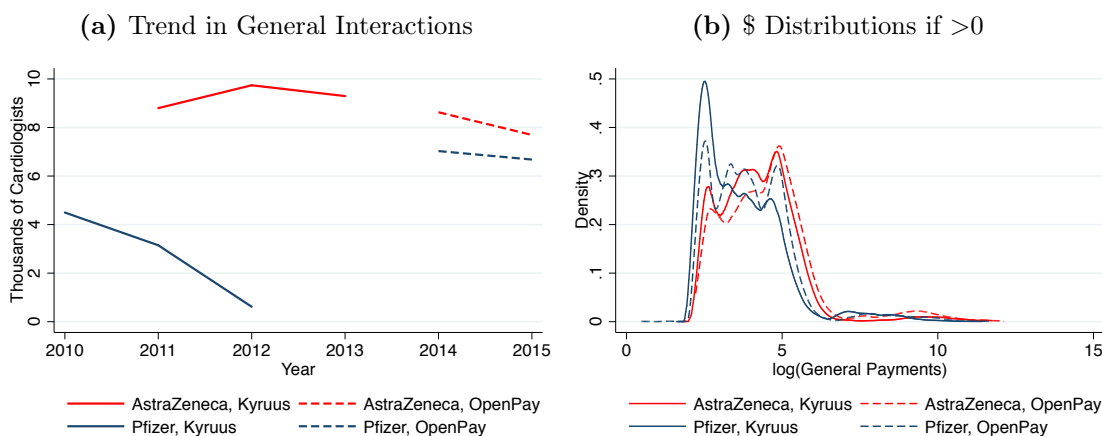 (a) Trend in General Interactions
Thousands of Cardiologists
10
8
6
4
2
0
2010 2011 2012 2013 2014 2015
Year
AstraZeneca, Kyruus AstraZeneca, OpenPay
Pfizer, Kyruus Pfizer, OpenPay
(b) $ Distributions if >0
Density
.5
.4
.3
.2
.1
0
0 5 10 15
log(General Payments)
AstraZeneca, Kyruus AstraZeneca, OpenPay
Pfizer, Kyruus Pfizer, OpenPay